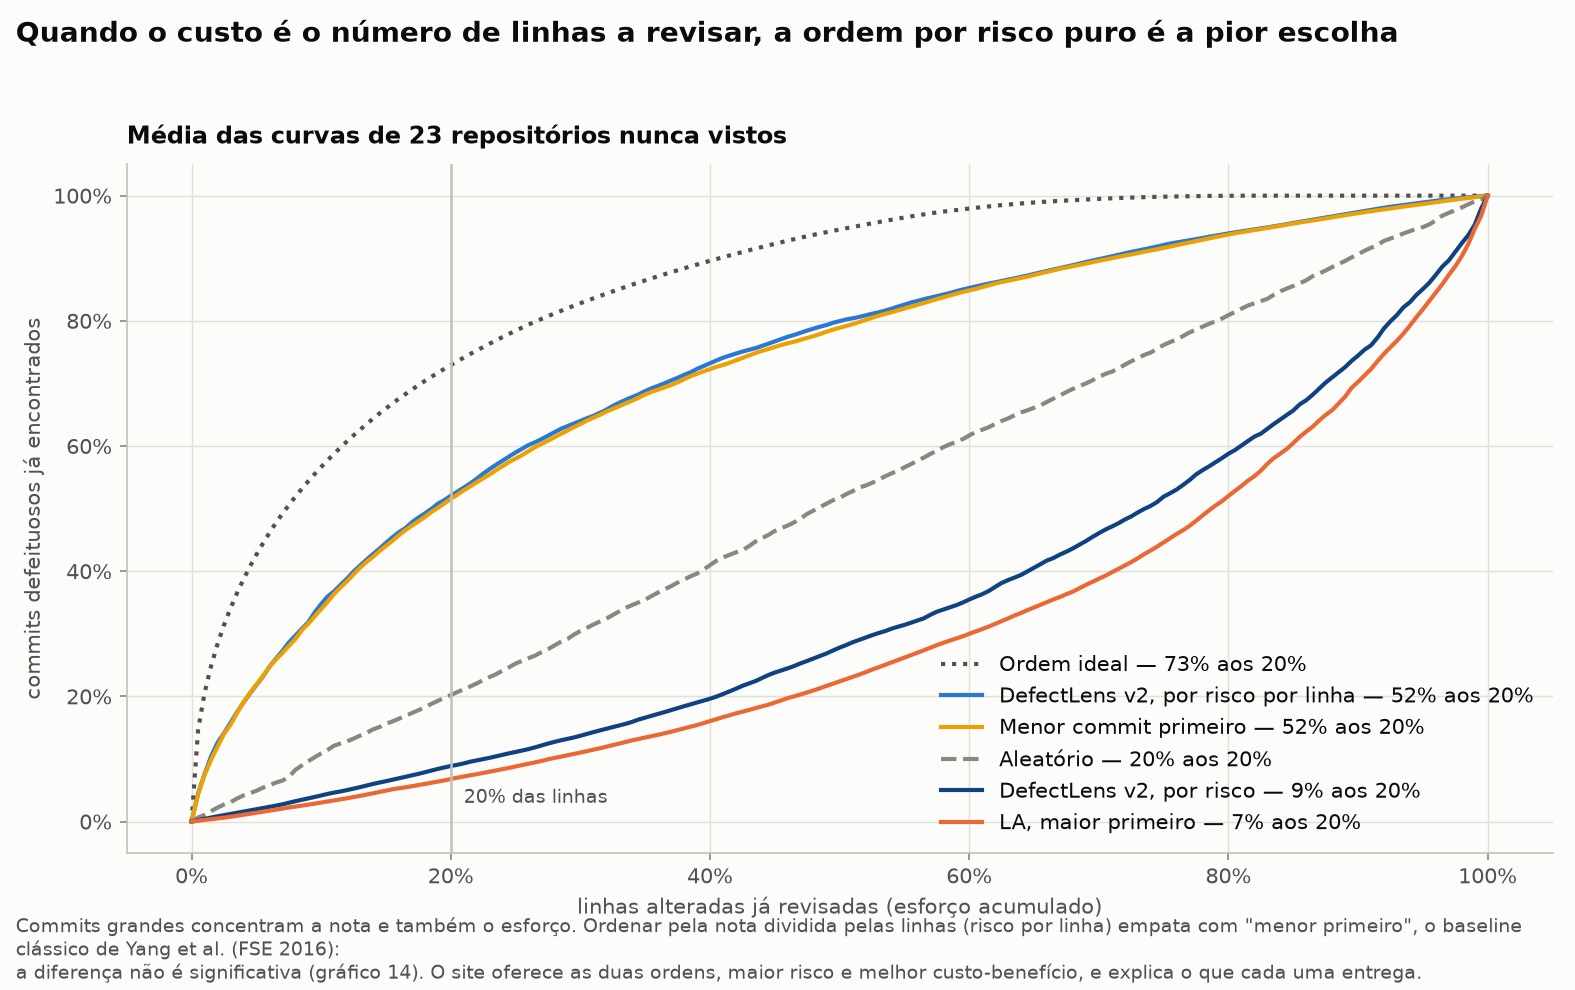 Quando o custo é o número de linhas a revisar, a ordem por risco puro é a pior escolha
Média das curvas de 23 repositórios nunca vistos
commits defeituosos já encontrados
100%
80%
60%
40%
20%
0%
20% das linhas
Ordem ideal — 73% aos 20%
DefectLens v2, por risco por linha — 52% aos 20%
Menor commit primeiro — 52% aos 20%
Aleatório — 20% aos 20%
DefectLens v2, por risco — 9% aos 20%
LA, maior primeiro — 7% aos 20%
0% 20% 40% 60% 80% 100%
linhas alteradas já revisadas (esforço acumulado)
Commits grandes concentram a nota e também o esforço. Ordenar pela nota dividida pelas linhas (risco por linha) empata com "menor primeiro", o baseline
clássico de Yang et al. (FSE 2016):
a diferença não é significativa (gráfico 14). O site oferece as duas ordens, maior risco e melhor custo-benefício, e explica o que cada uma entrega.